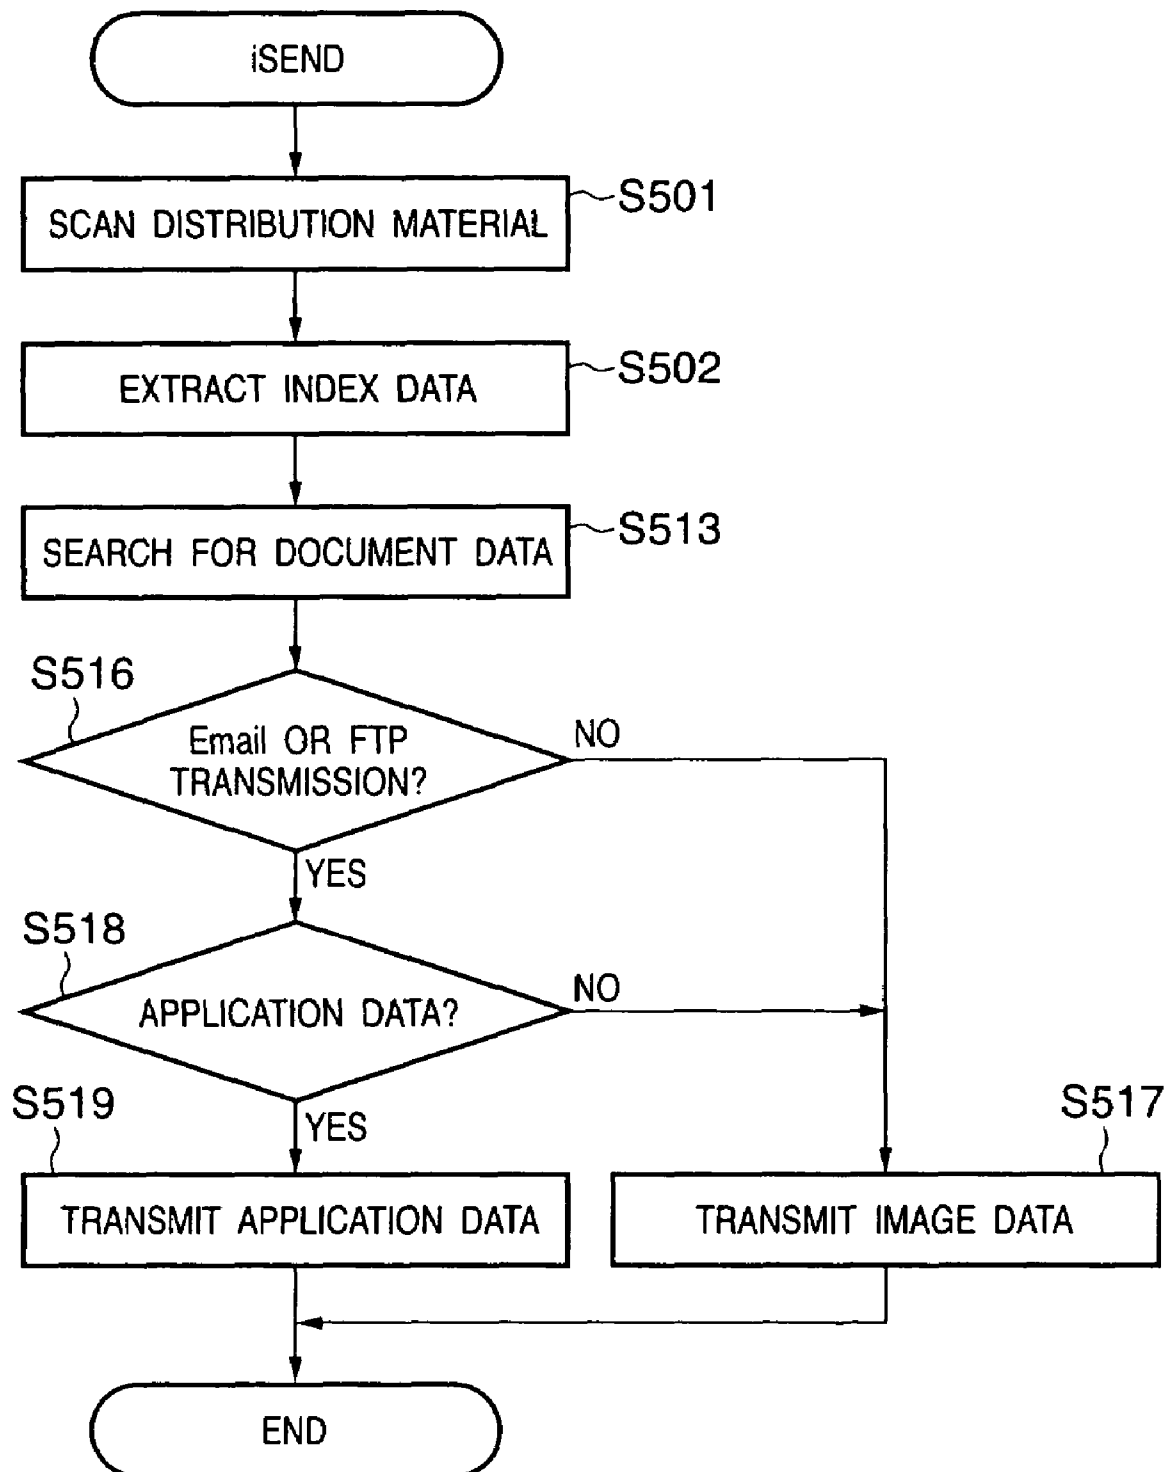 iSEND
SCAN DISTRIBUTION MATERIAL
S501
EXTRACT INDEX DATA
S502
SEARCH FOR DOCUMENT DATA
S513
S516
Email OR FTP
TRANSMISSION?
NO
YES
S518
APPLICATION DATA?
NO
YES
S519
TRANSMIT APPLICATION DATA
S517
TRANSMIT IMAGE DATA
END